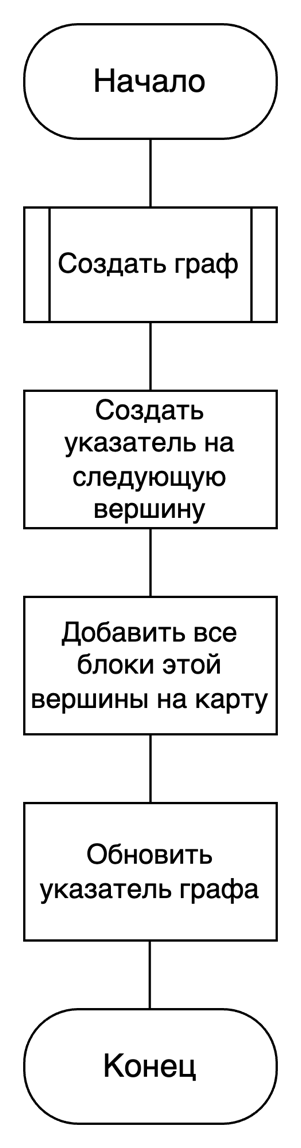 Начало
Создать граф
Создать
указатель на
следующую
вершину
Добавить все
блоки этой
вершины на карту
Обновить
указатель графа
Конец